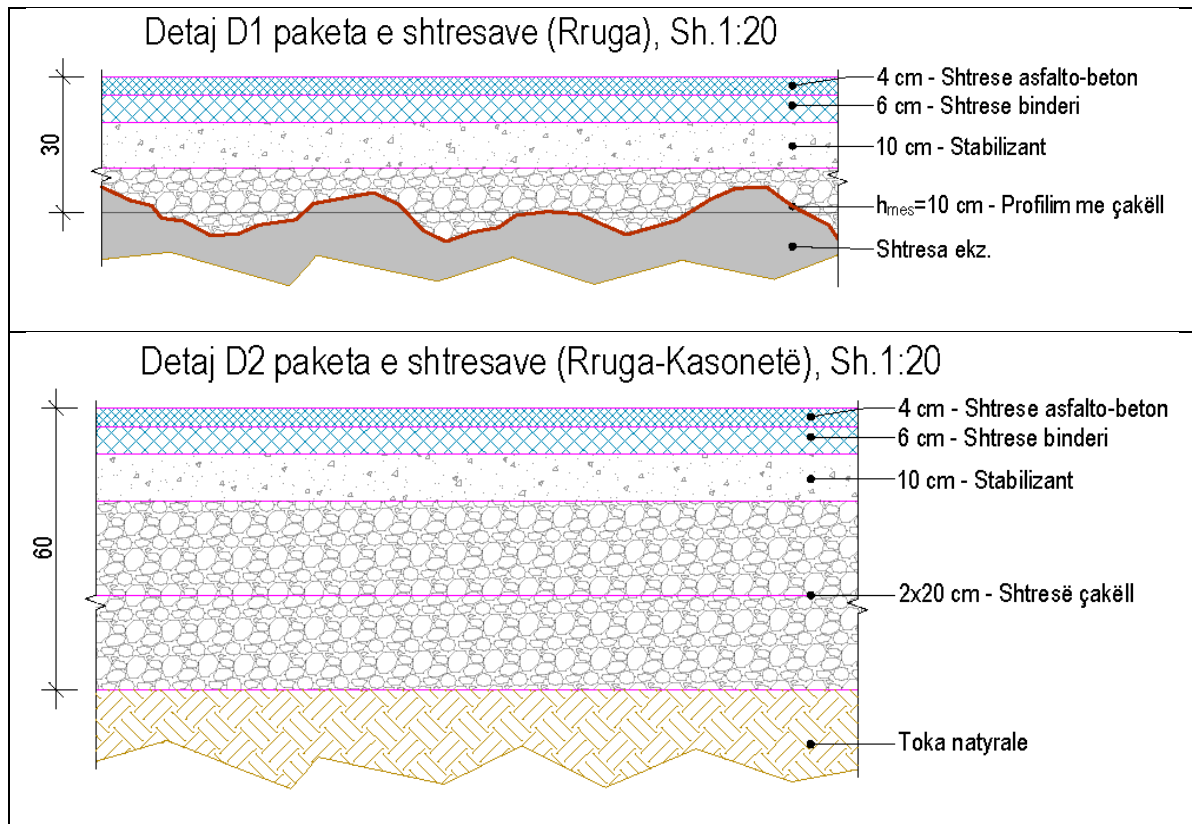 Detaj D1 paketa e shtresave (Rruga), Sh.1:20
30
4 cm - Shtrese asfalto-beton
6 cm - Shtrese binderi
10 cm - Stabilizant
hmes=10 cm - Profilim me çakëll
Shtresa ekz.
Detaj D2 paketa e shtresave (Rruga-Kasonetë), Sh.1:20
60
4 cm - Shtrese asfalto-beton
6 cm - Shtrese binderi
10 cm - Stabilizant
2x20 cm - Shtresë çakëll
Toka natyrale